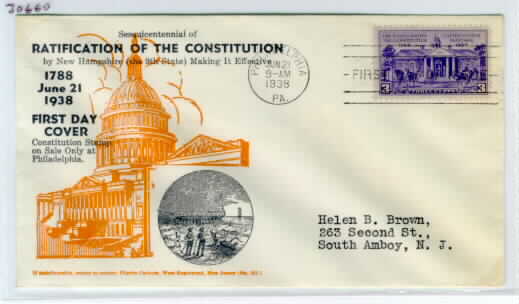 J0660
Sesquicentennial of
RATIFICATION OF THE CONSTITUTION
by New Hampshire (the 9th State) Making It Effective
1788
June 21
1938
FIRST DAY
COVER
Constitution Stamp
on Sale Only at
Philadelphia.
PHILADELPHIA
JUN 21
9-AM
1938
PA.
FIRS
3 3
Helen B. Brown,
263 Second St.,
South Amboy, N. J.